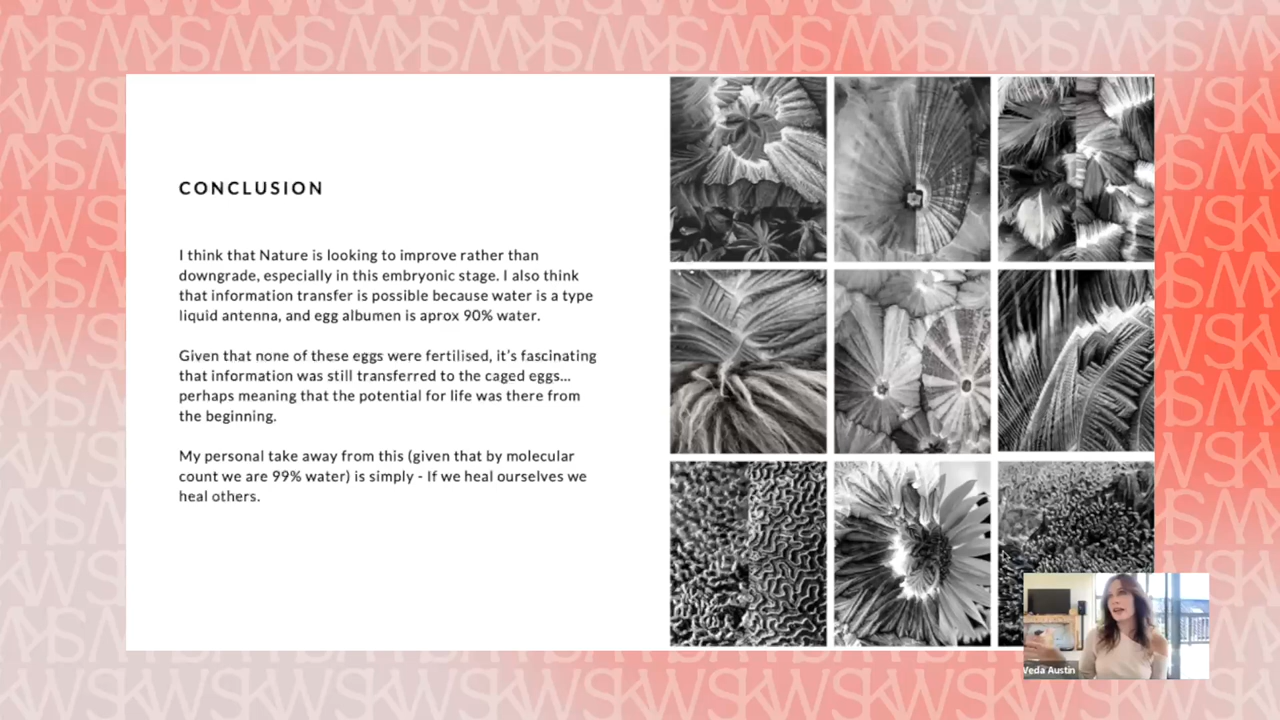 CONCLUSION
I think that Nature is looking to improve rather than
downgrade, especially in this embryonic stage. I also think
that information transfer is possible because water is a type
liquid antenna, and egg albumen is aprox 90% water.
Given that none of these eggs were fertilised, it's fascinating
that information was still transferred to the caged eggs...
perhaps meaning that the potential for life was there from
the beginning.
My personal take away from this (given that by molecular
count we are 99% water) is simply - If we heal ourselves we
heal others.
Veda Austin